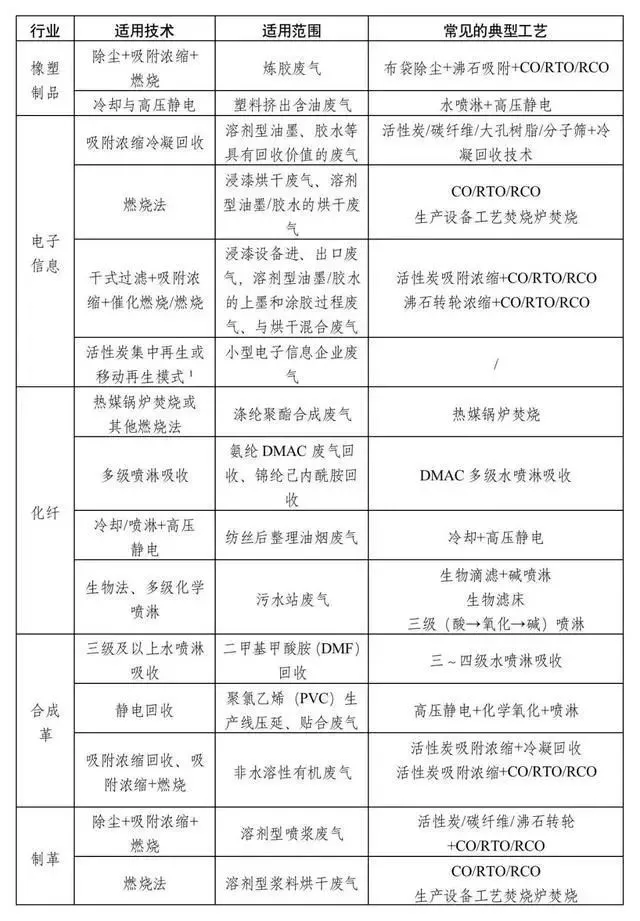 行业 适用技术 适用范围 常见的典型工艺
橡塑
制品
除尘+吸附浓缩+
燃烧
炼胶废气
布袋除尘+沸石吸附+CO/RTO/RCO
冷却与高压静电
塑料挤出含油废气
水喷淋+高压静电
电子
信息
吸附浓缩冷凝回收
溶剂型油墨、胶水等
具有回收价值的废气
活性炭/碳纤维/大孔树脂/分子筛+冷
凝回收技术
燃烧法
浸漆烘干废气、溶剂
型油墨/胶水的烘干废
气
CO/RTO/RCO
生产设备工艺焚烧炉焚烧
干式过滤+吸附浓
缩+催化燃烧/燃烧
浸漆设备进、出口废
气，溶剂型油墨/胶水
的上墨和涂胶过程废
气、与烘干混合废气
活性炭吸附浓缩+CO/RTO/RCO
沸石转轮浓缩+CO/RTO/RCO
活性炭集中再生或
移动再生模式1
小型电子信息企业废
气
/
化纤
热媒锅炉焚烧或
其他燃烧法
涤纶聚酯合成废气
热媒锅炉焚烧
多级喷淋吸收
氨纶DMAC废气回
收、锦纶己内酰胺回
收
DMAC多级水喷淋吸收
冷却/喷淋+高压
静电
纺丝后整理油烟废气
冷却+高压静电
生物法、多级化学
喷淋
污水站废气
生物滴滤+碱喷淋
生物滤床
三级（酸→氧化→碱）喷淋
合成
革
三级及以上水喷淋
吸收
二甲基甲酸胺(DMF)
回收
三～四级水喷淋吸收
静电回收
聚氯乙烯（PVC）生
产线压延、贴合废气
高压静电+化学氧化+喷淋
吸附浓缩回收、吸
附浓缩+燃烧
非水溶性有机废气
活性炭吸附浓缩+冷凝回收
活性炭吸附浓缩+CO/RTO/RCO
制革
除尘+吸附浓缩+
燃烧
溶剂型喷浆废气
活性炭/碳纤维/沸石转轮
+CO/RTO/RCO
燃烧法
溶剂型浆料烘干废气
CO/RTO/RCO
生产设备工艺焚烧炉焚烧